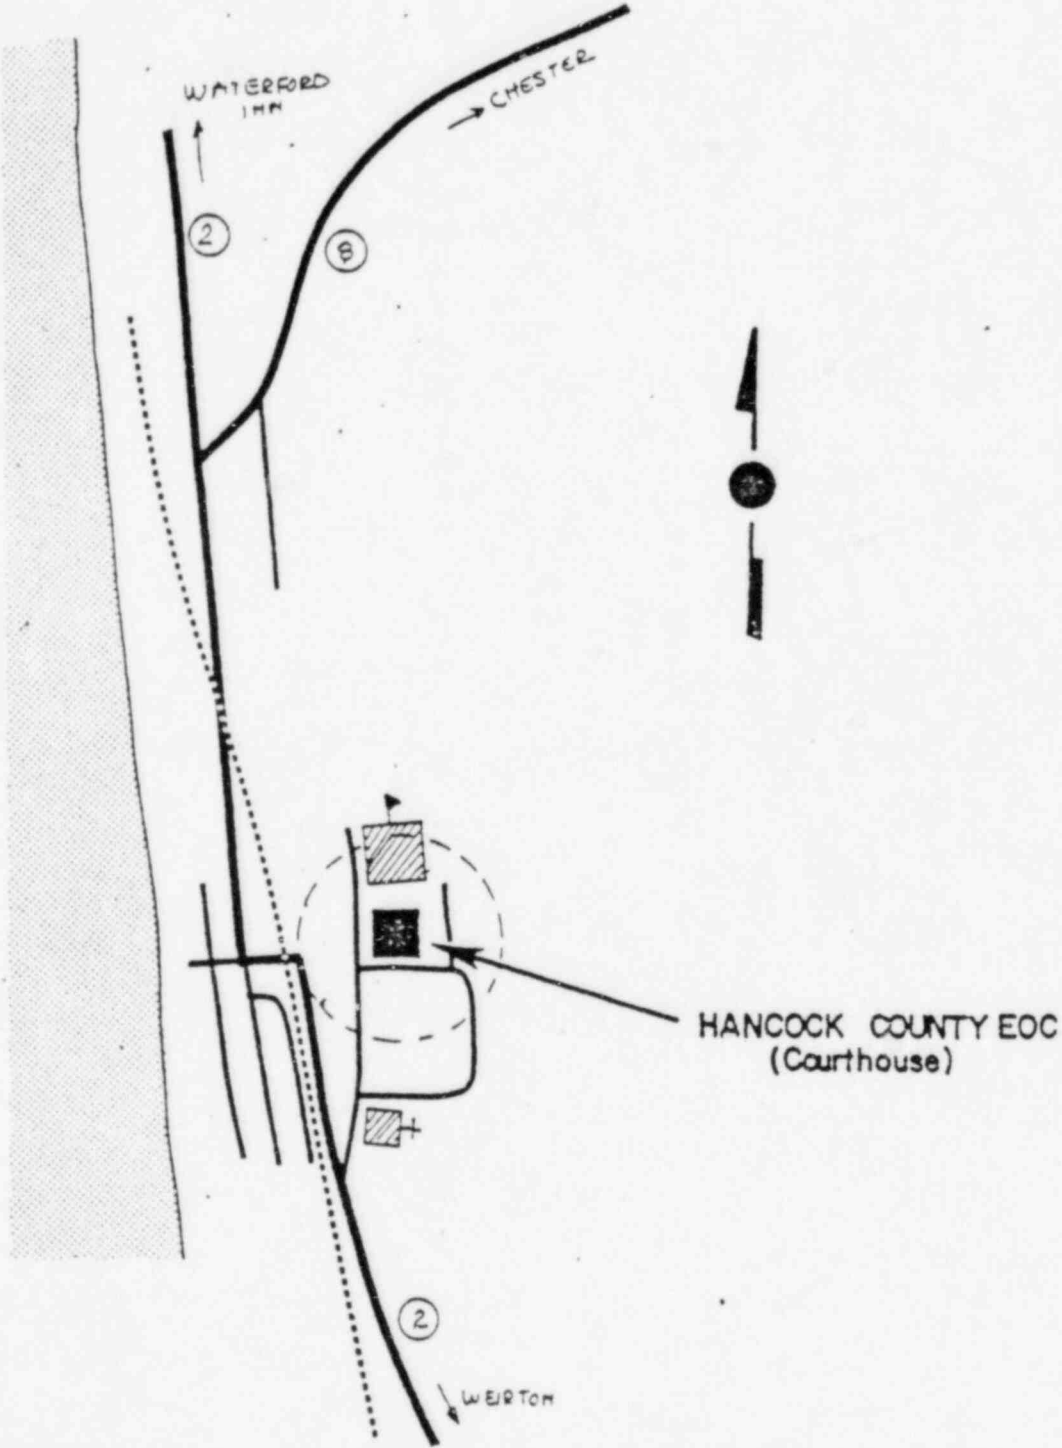 WATERFORD
INN
→ CHESTER
2
8
HANCOCK COUNTY EOC
(Courthouse)
2
WEIRTON